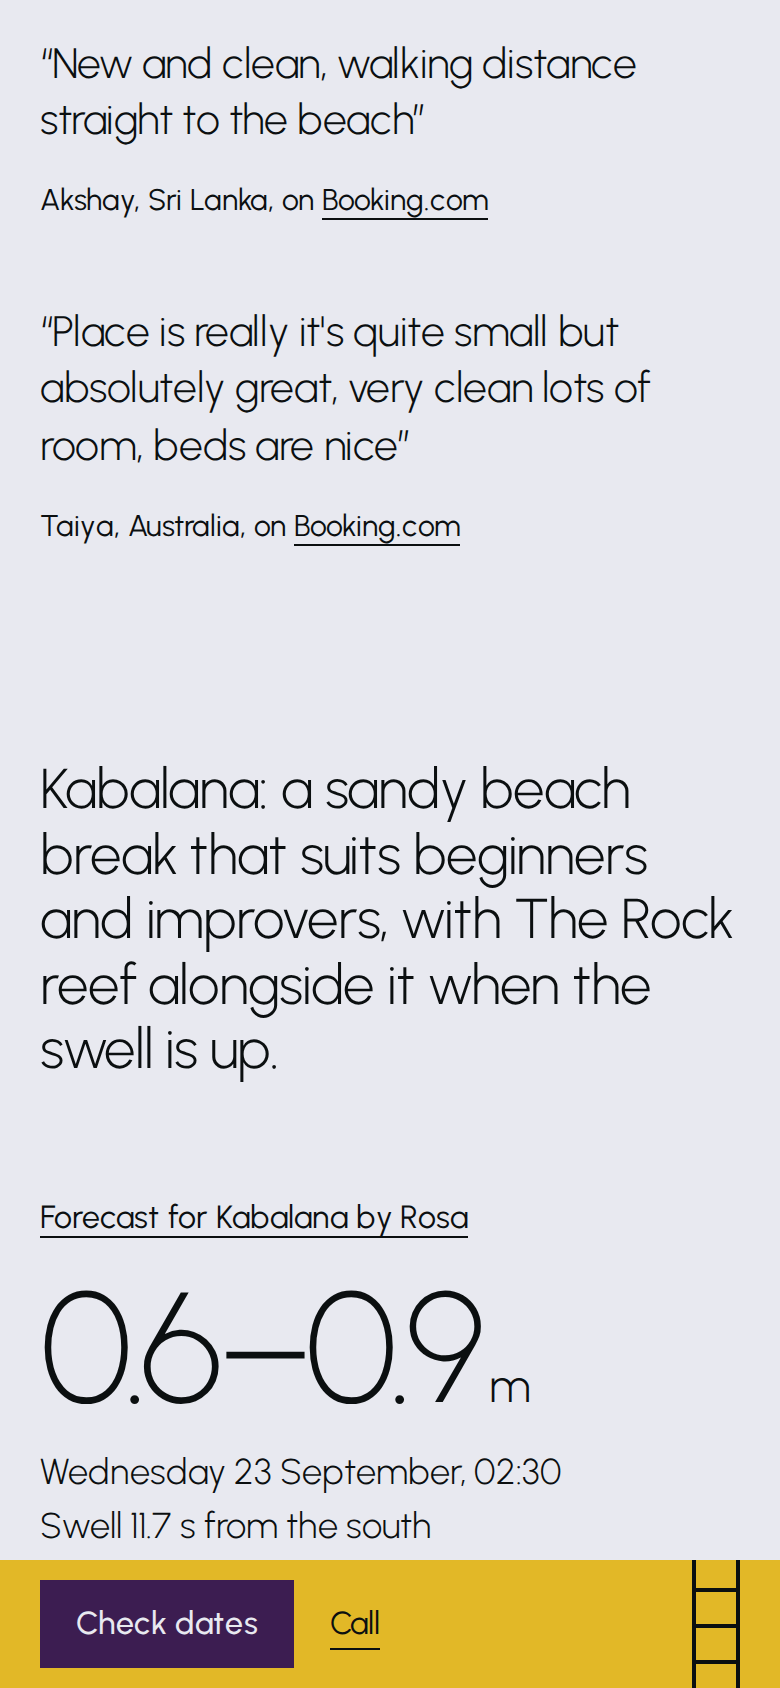 “New and clean, walking distance
straight to the beach”
Akshay, Sri Lanka, on Booking.com
“Place is really it's quite small but
absolutely great, very clean lots of
room, beds are nice”
Taiya, Australia, on Booking.com
Kabalana: a sandy beach
break that suits beginners
and improvers, with The Rock
reef alongside it when the
swell is up.
Forecast for Kabalana by Rosa
0.6–0.9 m
Wednesday 23 September, 02:30
Swell 11.7 s from the south
Check dates Call